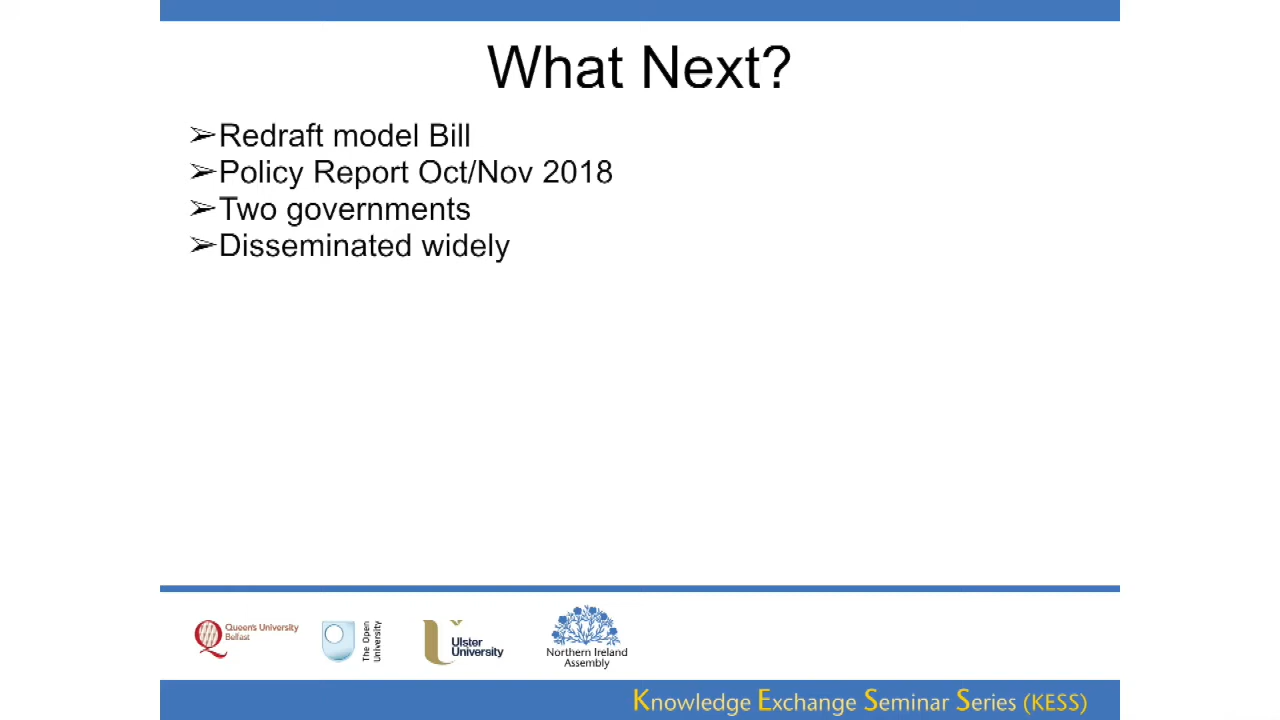 What Next?
➢Redraft model Bill
➢Policy Report Oct/Nov 2018
➢Two governments
➢Disseminated widely
Queen's University
Belfast
The Open
University
Ulster
University
Northern Ireland
Assembly
Knowledge Exchange Seminar Series (KESS)